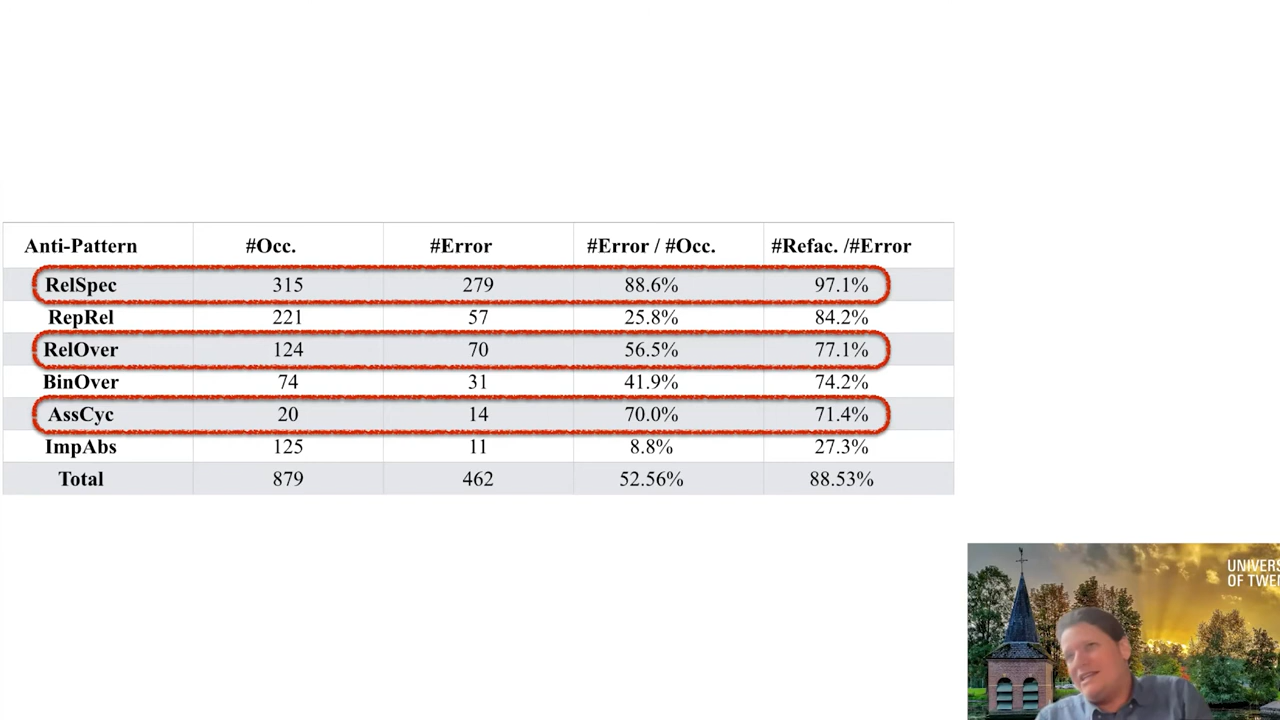 Anti-Pattern #Occ. #Error #Error / #Occ. #Refac. /#Error
RelSpec 315 279 88.6% 97.1%
RepRel 221 57 25.8% 84.2%
RelOver 124 70 56.5% 77.1%
BinOver 74 31 41.9% 74.2%
AssCyc 20 14 70.0% 71.4%
ImpAbs 125 11 8.8% 27.3%
Total 879 462 52.56% 88.53%
UNIVERS
OF TWEN